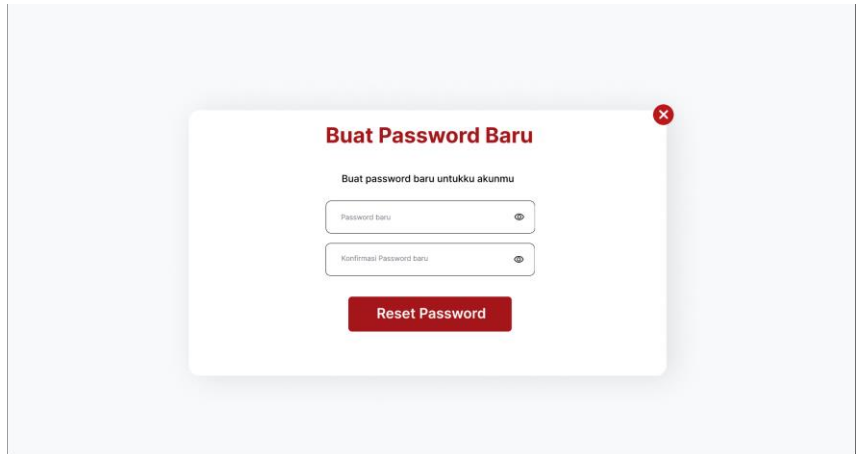 Buat Password Baru
Buat password baru untukku akunmu
Password baru
Konfirmasi Password baru
Reset Password